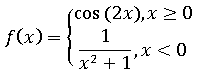 f(x) = { cos (2x), x ≥ 0
1/(x² + 1), x < 0